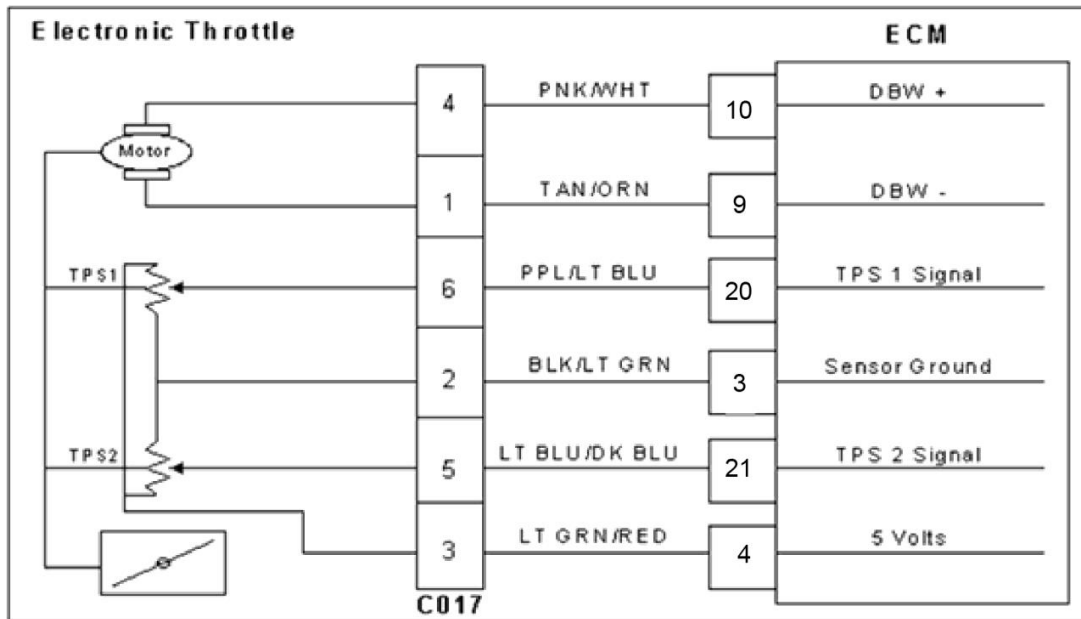 Electronic Throttle
ECM
4 PNK/WHT 10 DBW +
Motor
1 TAN/ORN 9 DBW -
TPS1 6 PPL/LT BLU 20 TPS 1 Signal
2 BLK/LT GRN 3 Sensor Ground
TPS2 5 LT BLU/DK BLU 21 TPS 2 Signal
3 LT GRN/RED 4 5 Volts
C017